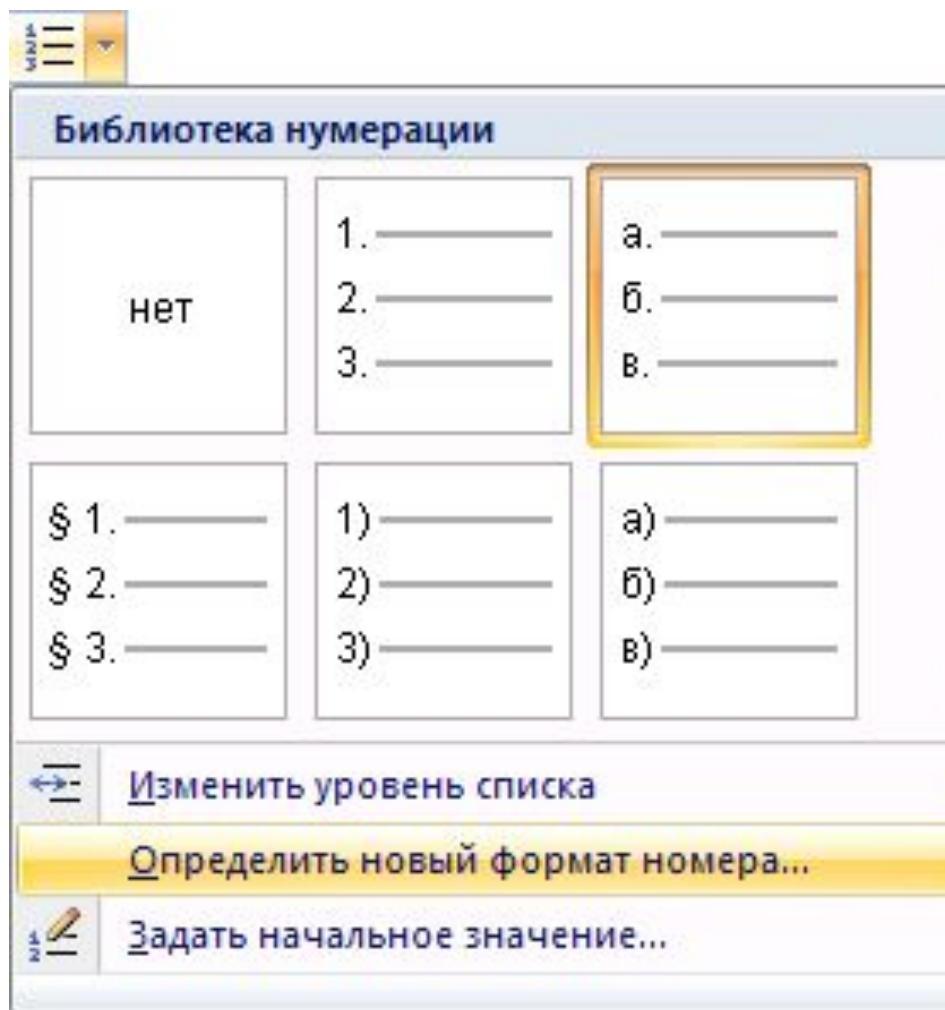 Библиотека нумерации
нет
1.
2.
3.
а.
б.
в.
§ 1.
§ 2.
§ 3.
1)
2)
3)
а)
б)
в)
Изменить уровень списка
Определить новый формат номера...
Задать начальное значение...